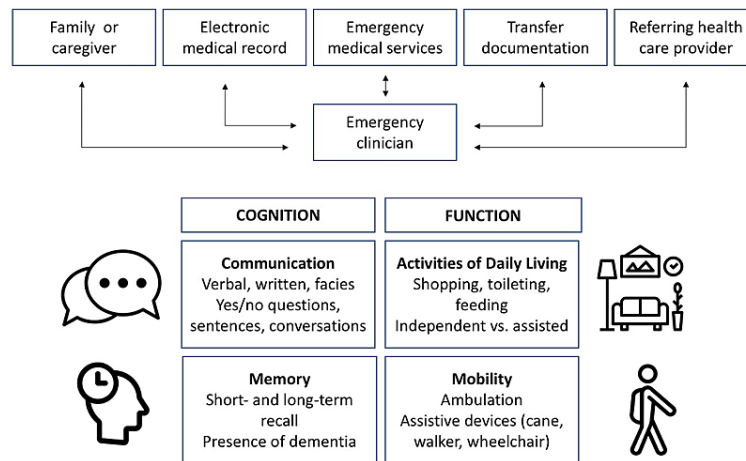 Family or
caregiver
Electronic
medical record
Emergency
medical services
Transfer
documentation
Referring health
care provider
Emergency
clinician
COGNITION
FUNCTION
Communication
Verbal, written, facies
Yes/no questions,
sentences, conversations
Activities of Daily Living
Shopping, toileting,
feeding
Independent vs. assisted
Memory
Short- and long-term
recall
Presence of dementia
Mobility
Ambulation
Assistive devices (cane,
walker, wheelchair)